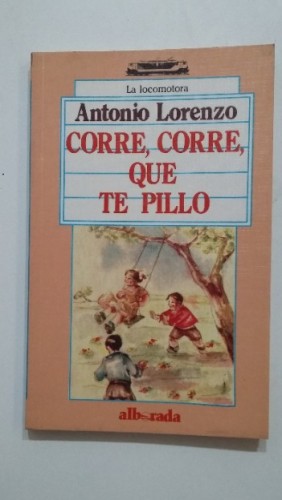 La locomotora
Antonio Lorenzo
CORRE, CORRE,
QUE
TE PILLO
alborada